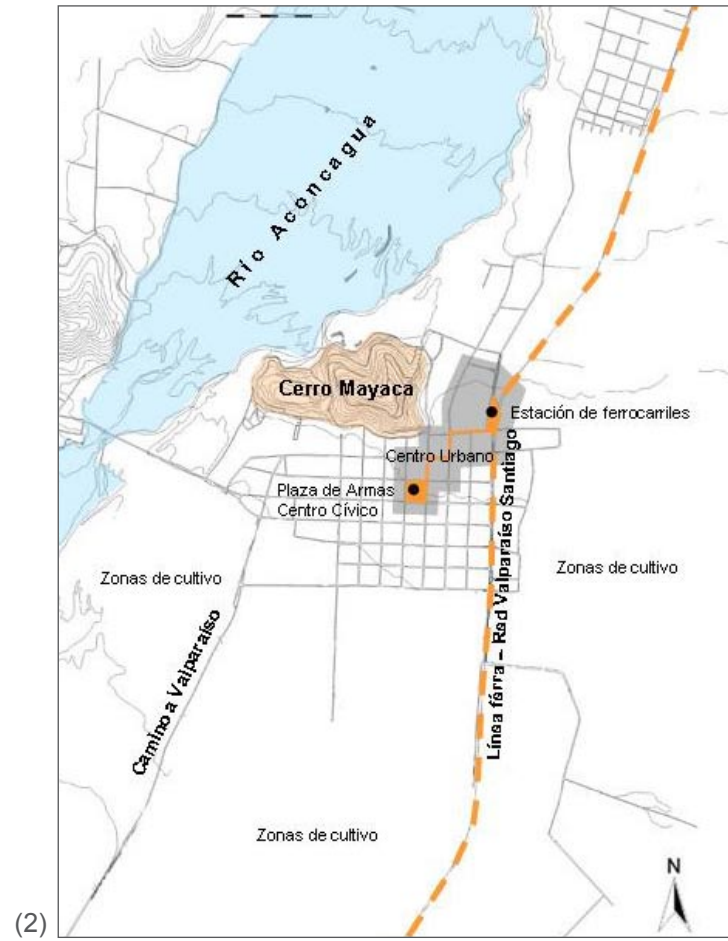 Río Aconcagua
Cerro Mayaca
Estación de ferrocarriles
Centro Urbano
Plaza de Armas
Centro Cívico
Línea férra – Red Valparaíso Santiago
Zonas de cultivo
Zonas de cultivo
Camino a Valparaíso
Zonas de cultivo
N
(2)